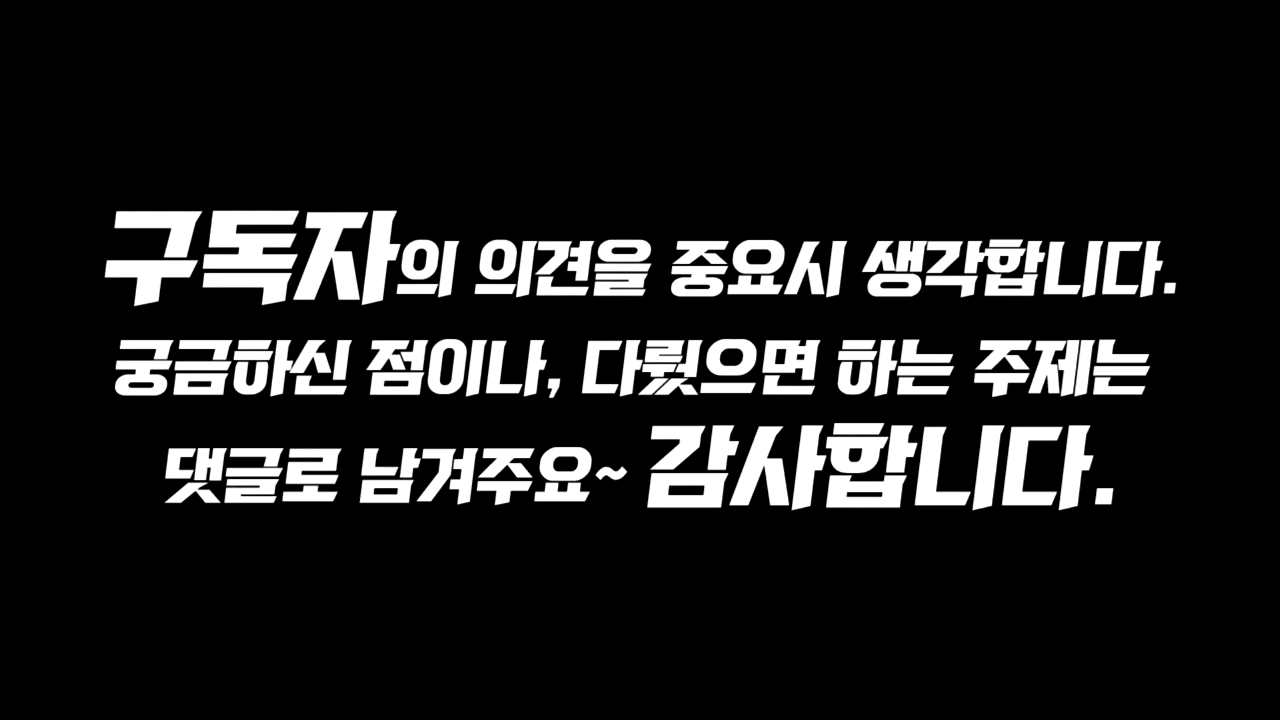 구독자의 의견을 중요시 생각합니다.
궁금하신 점이나, 다뤘으면 하는 주제는
댓글로 남겨주요~ 감사합니다.